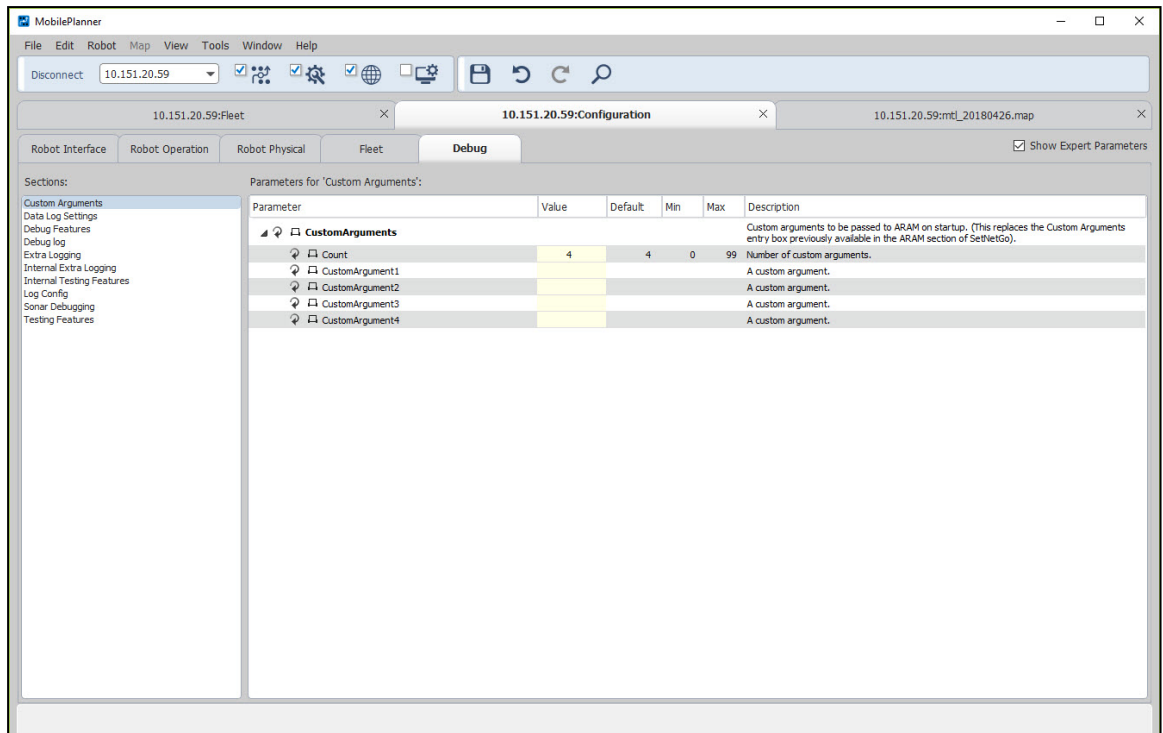 MobilePlanner
File Edit Robot Map View Tools Window Help
Disconnect 10.151.20.59
10.151.20.59:Fleet 10.151.20.59:Configuration 10.151.20.59:mtl_20180426.map
Robot Interface Robot Operation Robot Physical Fleet Debug Show Expert Parameters
Sections:
Custom Arguments
Data Log Settings
Debug Features
Debug log
Extra Logging
Internal Extra Logging
Internal Testing Features
Log Config
Sonar Debugging
Testing Features
Parameters for 'Custom Arguments':
Parameter Value Default Min Max Description
CustomArguments Custom arguments to be passed to ARAM on startup. (This replaces the Custom Arguments
entry box previously available in the ARAM section of SetNetGo).
Count 4 4 0 99 Number of custom arguments.
CustomArgument1 A custom argument.
CustomArgument2 A custom argument.
CustomArgument3 A custom argument.
CustomArgument4 A custom argument.